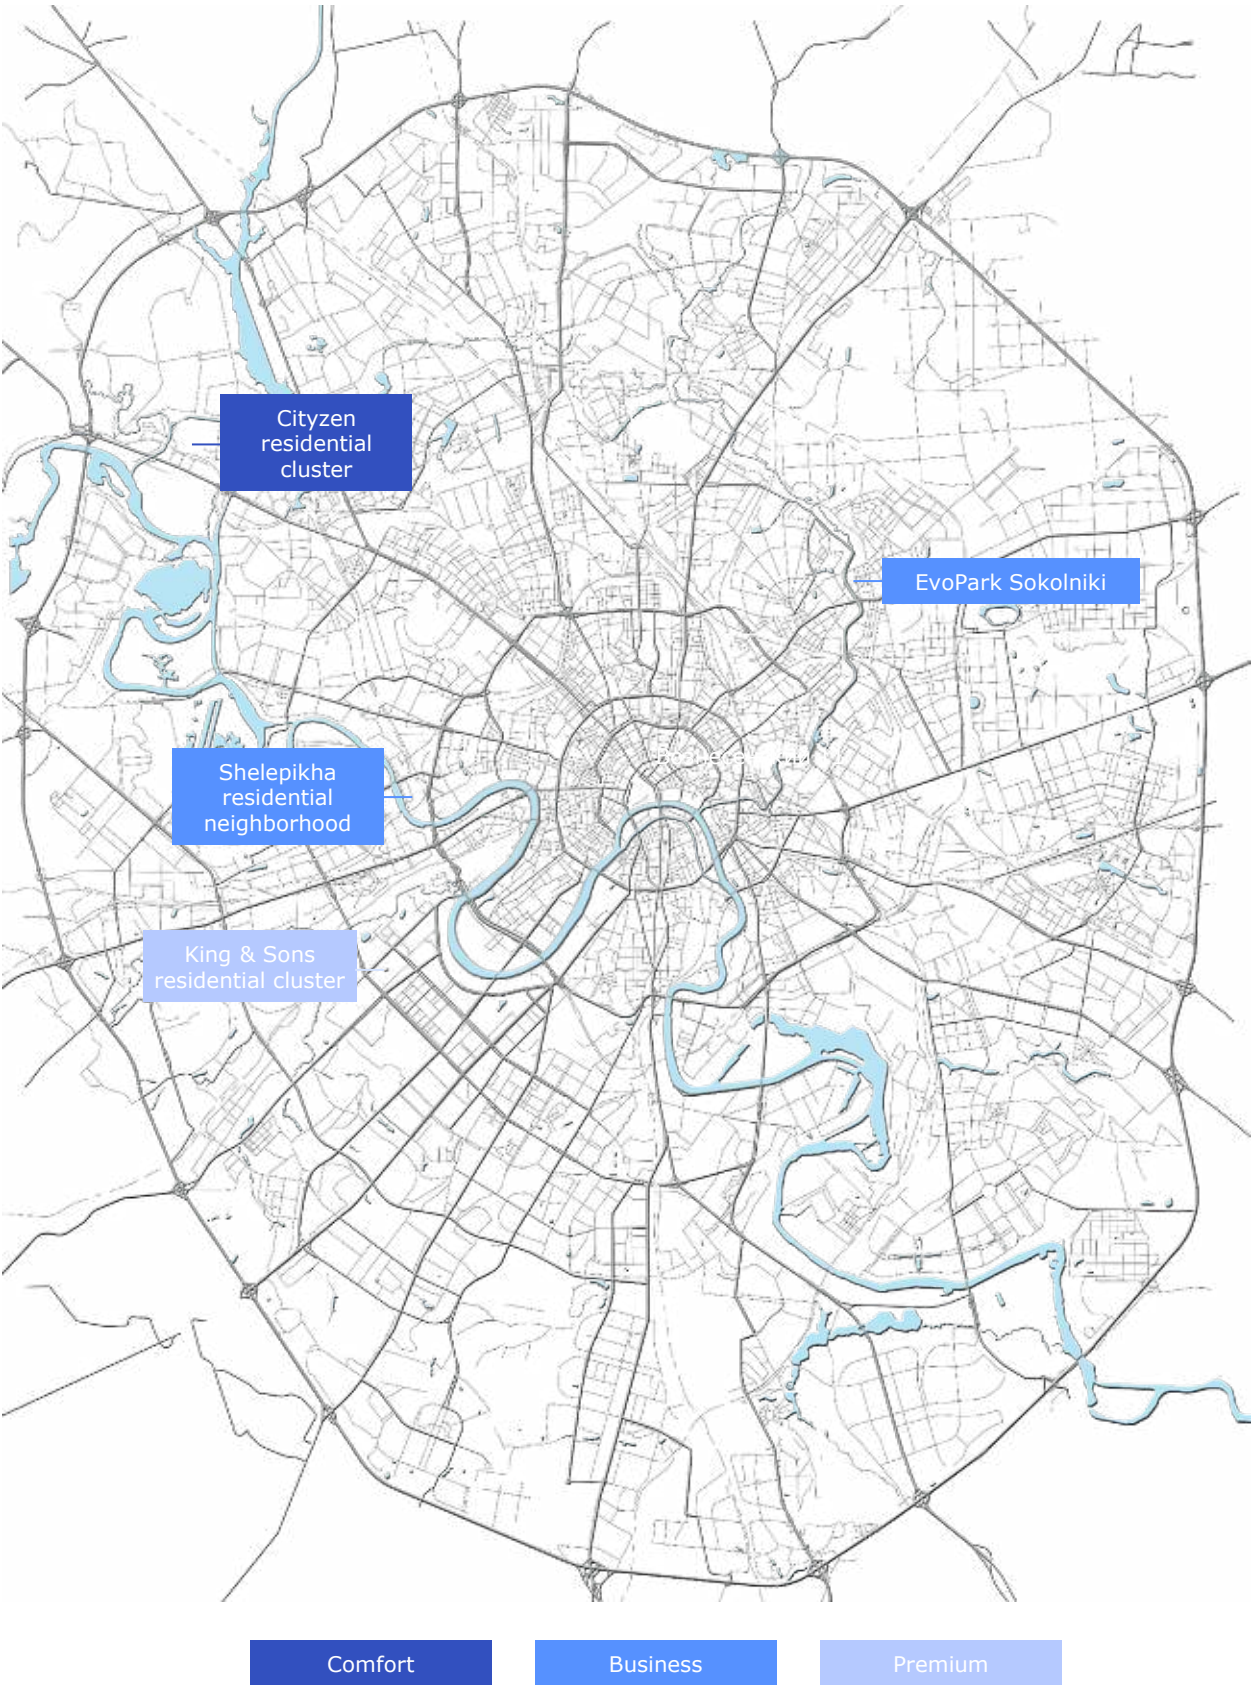 Cityzen
residential
cluster
EvoPark Sokolniki
Shelepikha
residential
neighborhood
King & Sons
residential cluster
Comfort
Business
Premium